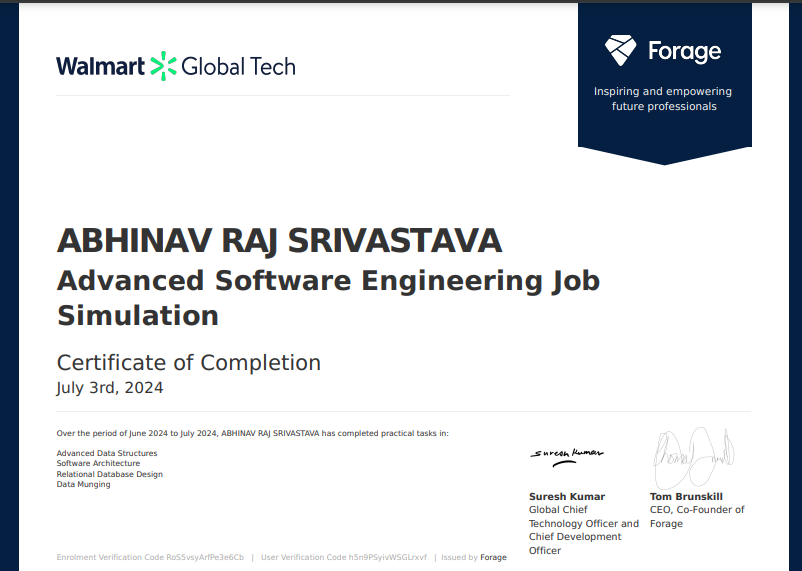 Walmart Global Tech
Forage
Inspiring and empowering
future professionals
ABHINAV RAJ SRIVASTAVA
Advanced Software Engineering Job
Simulation
Certificate of Completion
July 3rd, 2024
Over the period of June 2024 to July 2024, ABHINAV RAJ SRIVASTAVA has completed practical tasks in:
Advanced Data Structures
Software Architecture
Relational Database Design
Data Munging
Suresh Kumar
Suresh Kumar
Global Chief
Technology Officer and
Chief Development
Officer
Tom Brunskill
CEO, Co-Founder of
Forage
Enrolment Verification Code RoS5vsyArfPe3e6Cb | User Verification Code h5n9PSyivWSGLrxvf | Issued by Forage